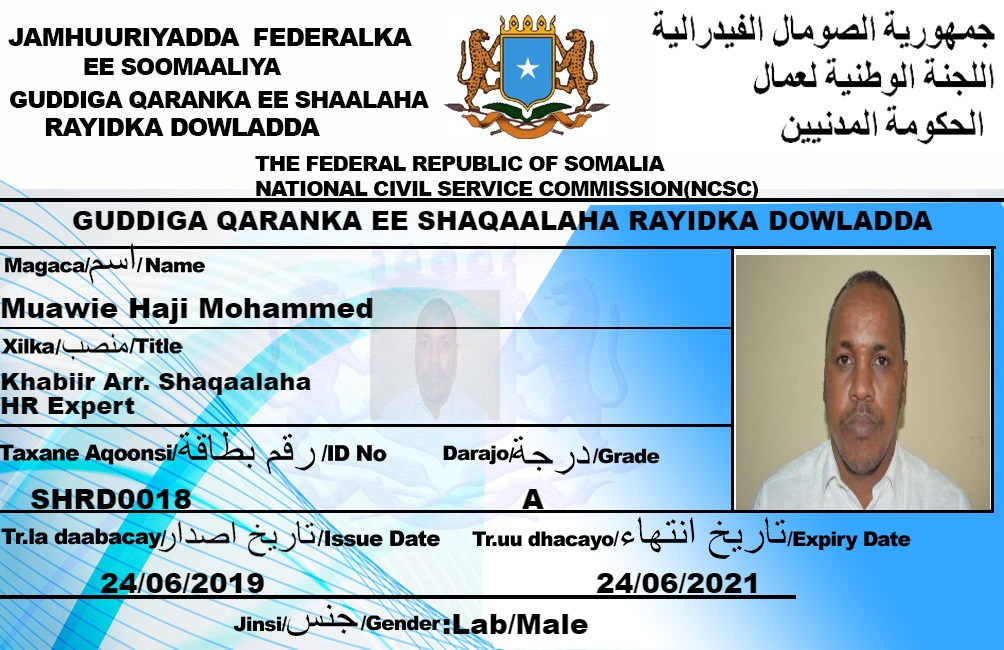 JAMHUURIYADDA FEDERALKA
EE SOOMAALIYA
GUDDIGA QARANKA EE SHAALAHA
RAYIDKA DOWLADDA
جمهورية الصومال الفيدرالية
اللجنة الوطنية لعمال
الحكومة المدنيين
THE FEDERAL REPUBLIC OF SOMALIA
NATIONAL CIVIL SERVICE COMMISSION(NCSC)
GUDDIGA QARANKA EE SHAQAALAHA RAYIDKA DOWLADDA
Magaca/اسم/Name
Muawie Haji Mohammed
Xilka/منصب/Title
Khabiir Arr. Shaqaalaha
HR Expert
Taxane Aqoonsi/رقم بطاقة/ID No
Darajo/درجة/Grade
SHRD0018
A
Tr.la daabacay/تاريخ اصدار/Issue Date
Tr.uu dhacayo/تاريخ انتهاء/Expiry Date
24/06/2019
24/06/2021
Jinsi/جنس/Gender:Lab/Male